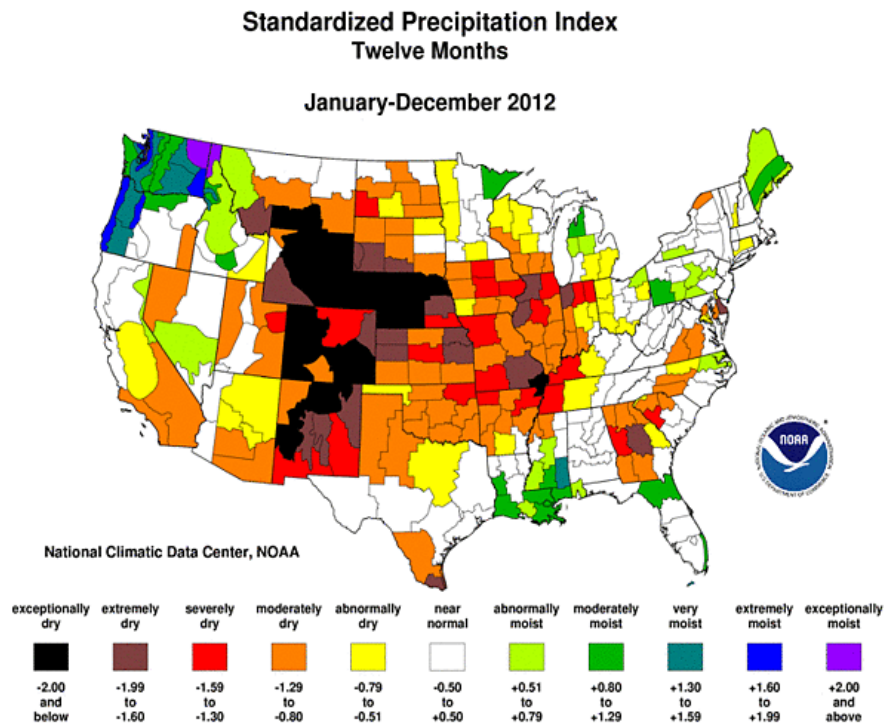 Standardized Precipitation Index
Twelve Months
January-December 2012
NOAA
National Climatic Data Center, NOAA
exceptionally dry
extremely dry
severely dry
moderately dry
abnormally dry
near normal
abnormally moist
moderately moist
very moist
extremely moist
exceptionally moist
-2.00 and below
-1.99 to -1.60
-1.59 to -1.30
-1.29 to -0.80
-0.79 to -0.51
-0.50 to +0.50
+0.51 to +0.79
+0.80 to +1.29
+1.30 to +1.59
+1.60 to +1.99
+2.00 and above